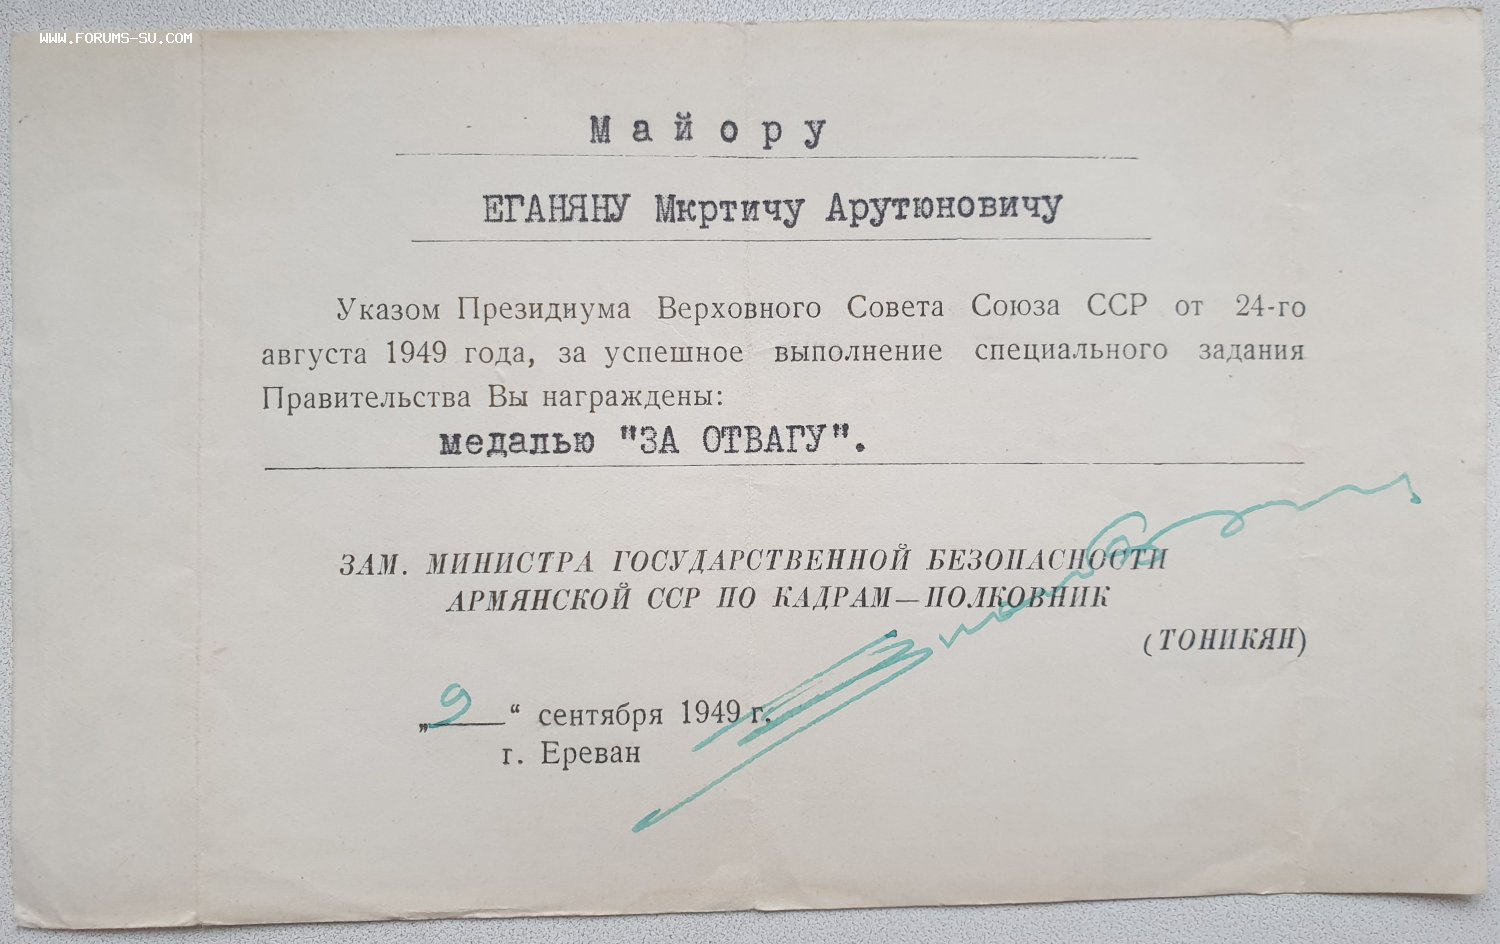 WWW.FORUMS-SU.COM
Майору
ЕГАНЯНУ Мкртичу Арутюновичу
Указом Президиума Верховного Совета Союза ССР от 24-го
августа 1949 года, за успешное выполнение специального задания
Правительства Вы награждены:
медалью "ЗА ОТВАГУ".
ЗАМ. МИНИСТРА ГОСУДАРСТВЕННОЙ БЕЗОПАСНОСТИ
АРМЯНСКОЙ ССР ПО КАДРАМ—ПОЛКОВНИК
(ТОНИКЯН)
„9“ сентября 1949 г.
г. Ереван